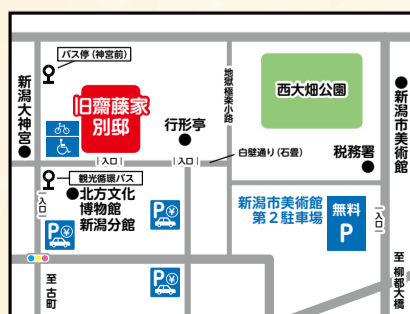 バス停（神宮前）
新潟大神宮
旧齋藤家
別邸
行形亭
地獄極楽小路
西大畑公園
新潟市美術館
入口
入口
白壁通り（石畳）
税務署
観光循環バス
入口
北方文化
博物館
新潟分館
P
P
新潟市美術館
第２駐車場
無料
P
入口
至 古町
至 柳都大橋